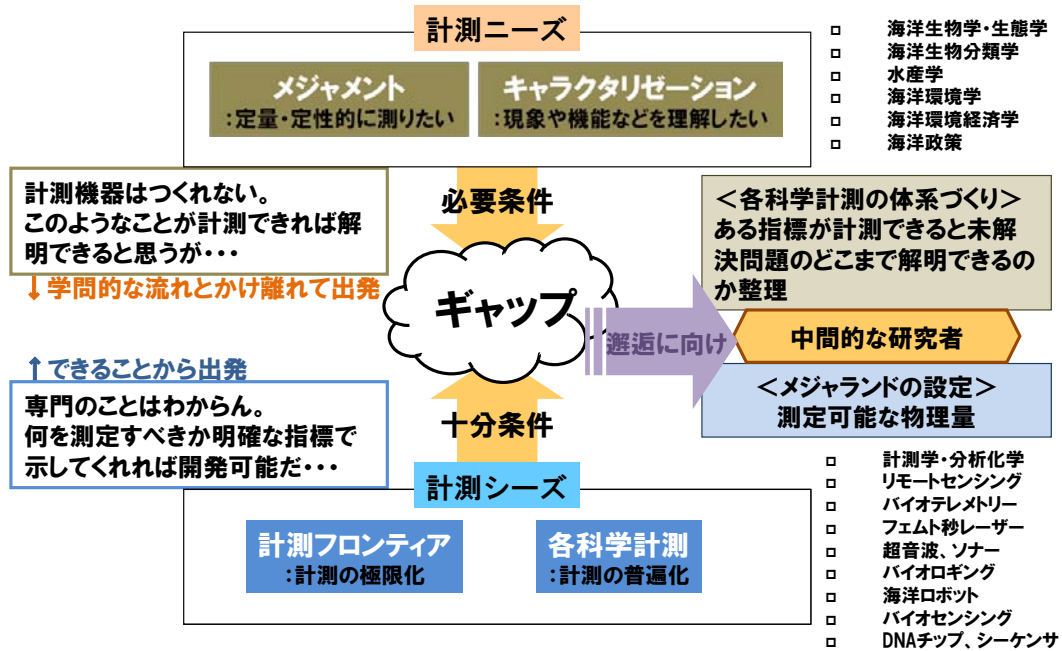 計測ニーズ
メジャメント
:定量・定性的に測りたい
キャラクタリゼーション
:現象や機能などを理解したい
□ 海洋生物学・生態学
□ 海洋生物分類学
□ 水産学
□ 海洋環境学
□ 海洋環境経済学
□ 海洋政策
計測機器はつくれない。
このようなことが計測できれば解
明できると思うが・・・
↓学問的な流れとかけ離れて出発
必要条件
ギャップ
邂逅に向け
<各科学計測の体系づくり>
ある指標が計測できると未解
決問題のどこまで解明できるの
か整理
中間的な研究者
<メジャランドの設定>
測定可能な物理量
↑できることから出発
専門のことはわからん。
何を測定すべきか明確な指標で
示してくれれば開発可能だ・・・
十分条件
計測シーズ
計測フロンティア
:計測の極限化
各科学計測
:計測の普遍化
□ 計測学・分析化学
□ リモートセンシング
□ バイオテレメトリー
□ フェムト秒レーザー
□ 超音波、ソナー
□ バイオロギング
□ 海洋ロボット
□ バイオセンシング
□ DNAチップ、シーケンサ